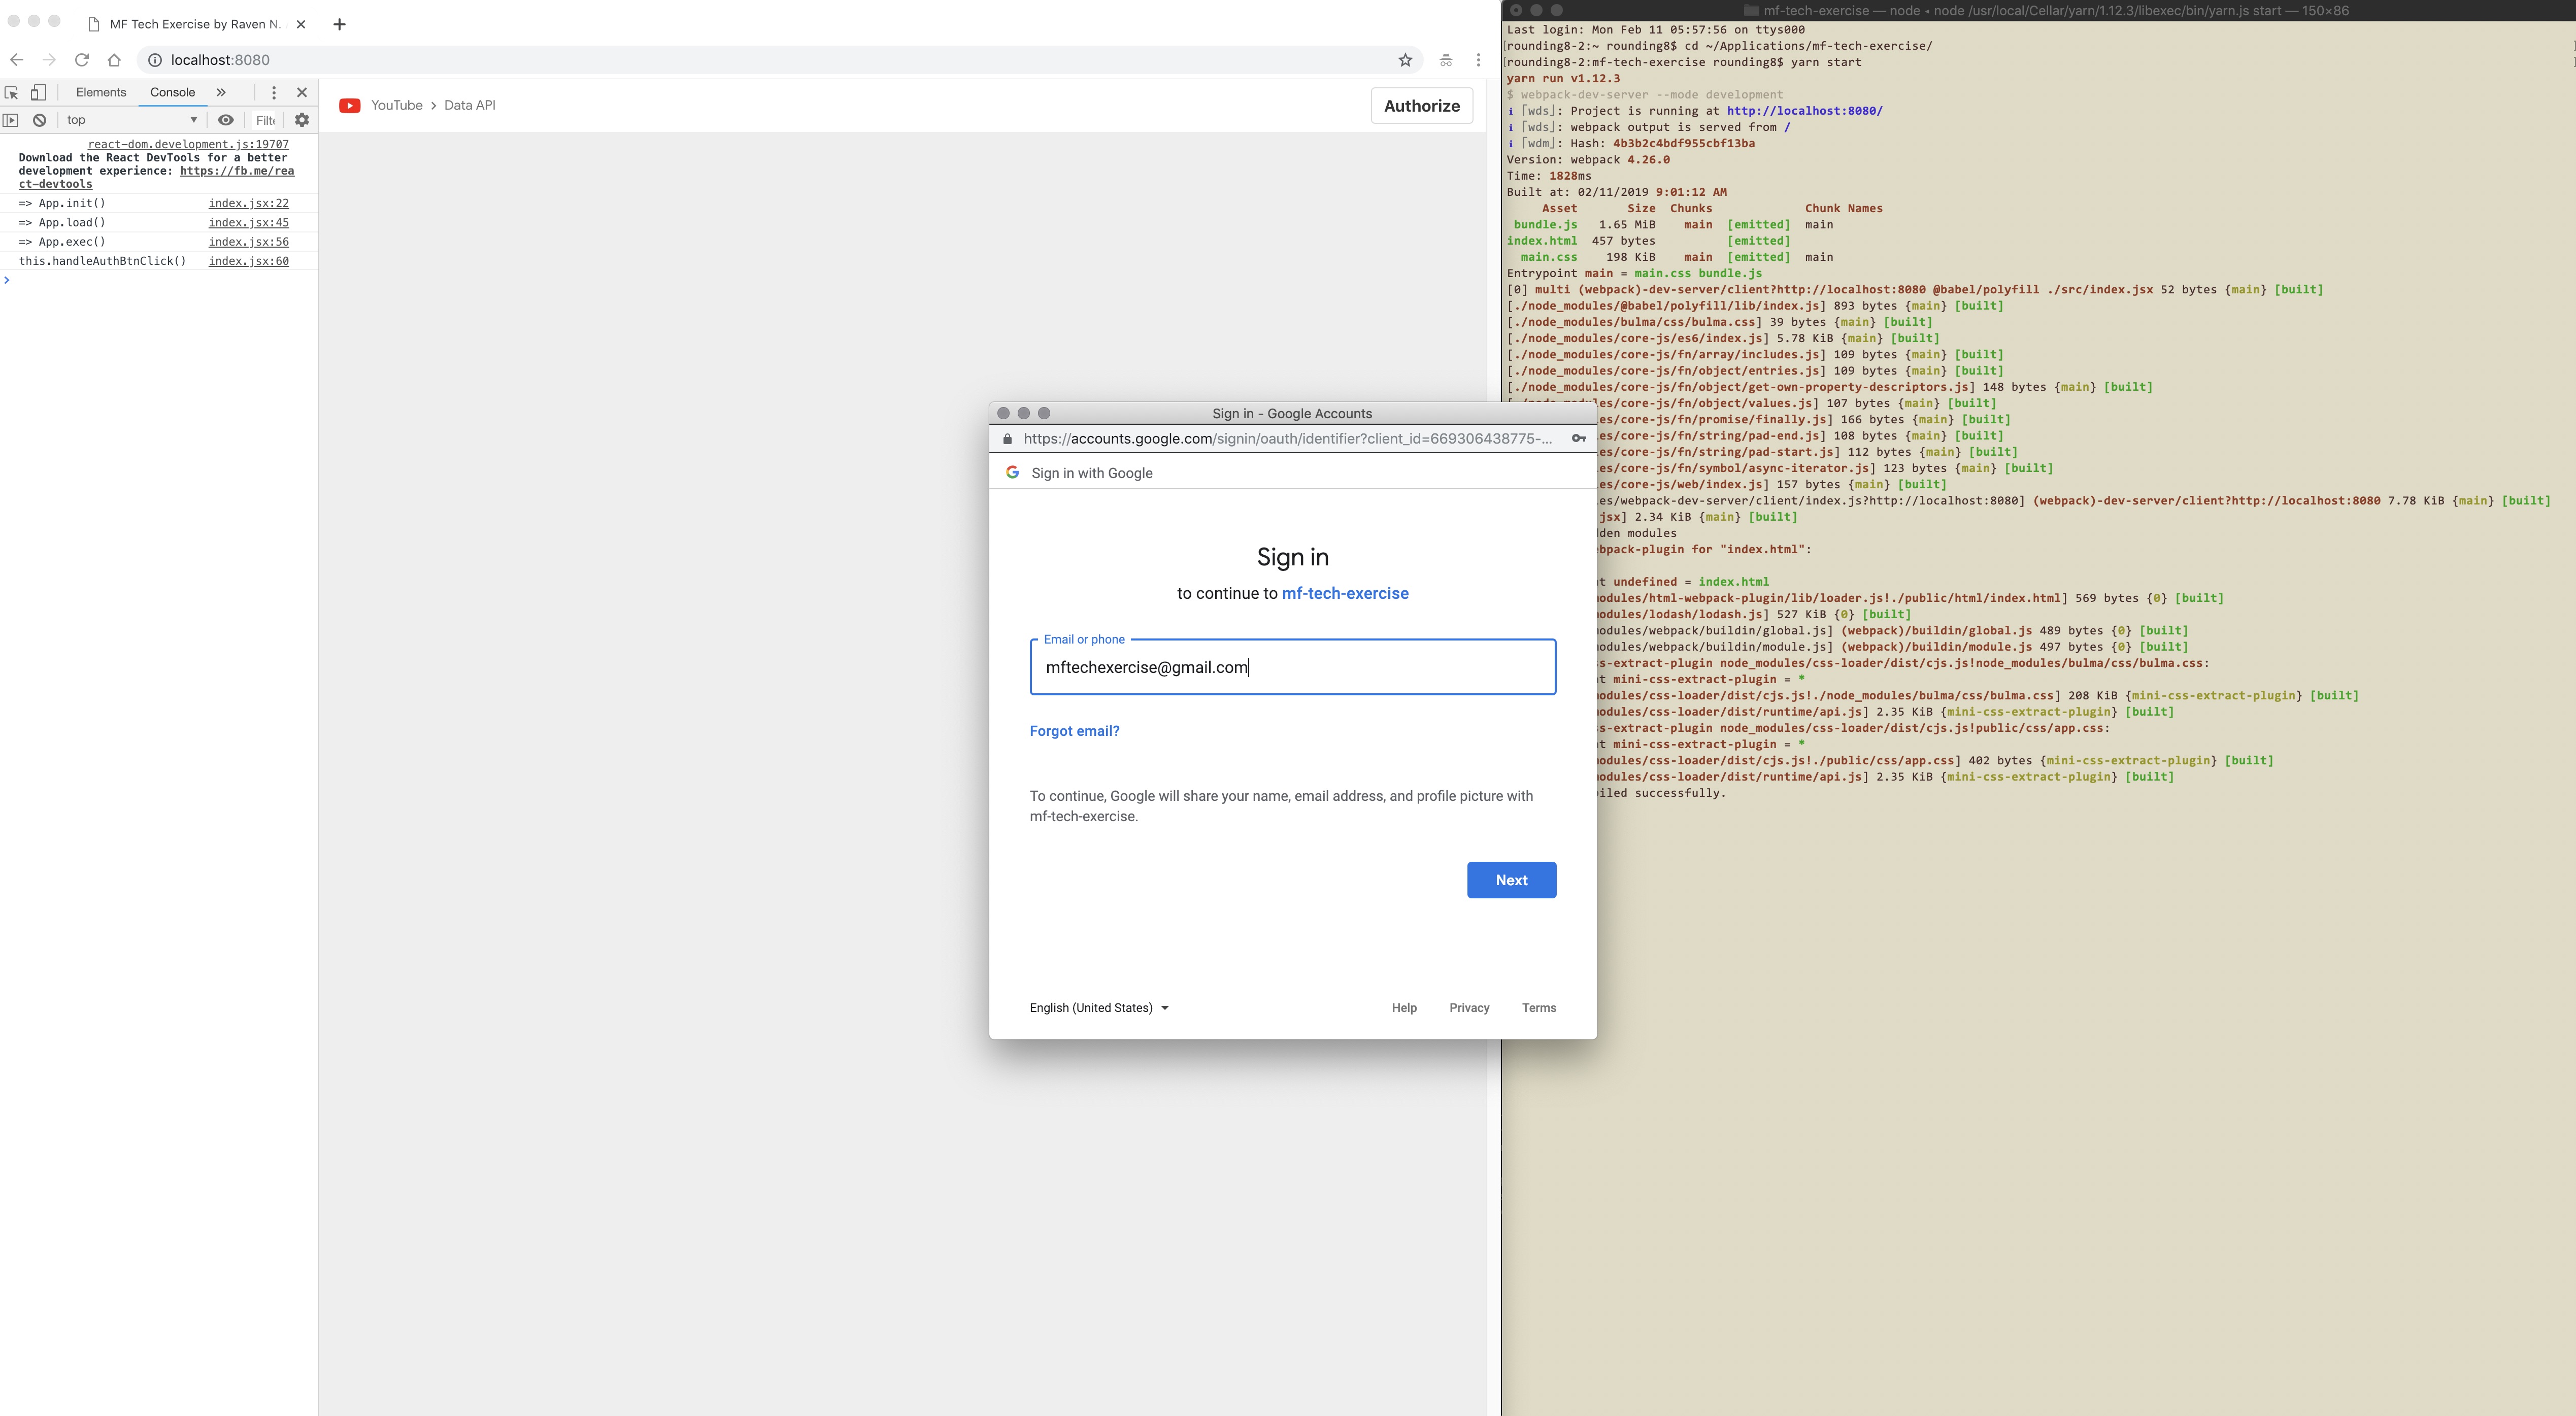 MF Tech Exercise by Raven N.
localhost:8080
Elements Console
top Filt
react-dom.development.js:19707
Download the React DevTools for a better
development experience: https://fb.me/rea
ct-devtools
=> App.init() index.jsx:22
=> App.load() index.jsx:45
=> App.exec() index.jsx:56
this.handleAuthBtnClick() index.jsx:60
YouTube > Data API
Authorize
Sign in - Google Accounts
https://accounts.google.com/signin/oauth/identifier?client_id=669306438775-...
Sign in with Google
Sign in
to continue to mf-tech-exercise
Email or phone
mftechexercise@gmail.com
Forgot email?
To continue, Google will share your name, email address, and profile picture with
mf-tech-exercise.
Next
English (United States) Help Privacy Terms
mf-tech-exercise — node • node /usr/local/Cellar/yarn/1.12.3/libexec/bin/yarn.js start — 150×86
Last login: Mon Feb 11 05:57:56 on ttys000
[rounding8-2:~ rounding8$ cd ~/Applications/mf-tech-exercise/ ]
[rounding8-2:mf-tech-exercise rounding8$ yarn start ]
yarn run v1.12.3
$ webpack-dev-server --mode development
ℹ ｢wds｣: Project is running at http://localhost:8080/
ℹ ｢wds｣: webpack output is served from /
ℹ ｢wdm｣: Hash: 4b3b2c4bdf955cbf13ba
Version: webpack 4.26.0
Time: 1828ms
Built at: 02/11/2019 9:01:12 AM
Asset Size Chunks Chunk Names
bundle.js 1.65 MiB main [emitted] main
index.html 457 bytes [emitted]
main.css 198 KiB main [emitted] main
Entrypoint main = main.css bundle.js
[0] multi (webpack)-dev-server/client?http://localhost:8080 @babel/polyfill ./src/index.jsx 52 bytes {main} [built]
[./node_modules/@babel/polyfill/lib/index.js] 893 bytes {main} [built]
[./node_modules/bulma/css/bulma.css] 39 bytes {main} [built]
[./node_modules/core-js/es6/index.js] 5.78 KiB {main} [built]
[./node_modules/core-js/fn/array/includes.js] 109 bytes {main} [built]
[./node_modules/core-js/fn/object/entries.js] 109 bytes {main} [built]
[./node_modules/core-js/fn/object/get-own-property-descriptors.js] 148 bytes {main} [built]
les/core-js/fn/object/values.js] 107 bytes {main} [built]
es/core-js/fn/promise/finally.js] 166 bytes {main} [built]
es/core-js/fn/string/pad-end.js] 108 bytes {main} [built]
es/core-js/fn/string/pad-start.js] 112 bytes {main} [built]
es/core-js/fn/symbol/async-iterator.js] 123 bytes {main} [built]
es/core-js/web/index.js] 157 bytes {main} [built]
es/webpack-dev-server/client/index.js?http://localhost:8080] (webpack)-dev-server/client?http://localhost:8080 7.78 KiB {main} [built]
jsx] 2.34 KiB {main} [built]
den modules
ebpack-plugin for "index.html":
t undefined = index.html
odules/html-webpack-plugin/lib/loader.js!./public/html/index.html] 569 bytes {0} [built]
odules/lodash/lodash.js] 527 KiB {0} [built]
odules/webpack/buildin/global.js] (webpack)/buildin/global.js 489 bytes {0} [built]
odules/webpack/buildin/module.js] (webpack)/buildin/module.js 497 bytes {0} [built]
s-extract-plugin node_modules/css-loader/dist/cjs.js!node_modules/bulma/css/bulma.css:
t mini-css-extract-plugin = *
odules/css-loader/dist/cjs.js!./node_modules/bulma/css/bulma.css] 208 KiB {mini-css-extract-plugin} [built]
odules/css-loader/dist/runtime/api.js] 2.35 KiB {mini-css-extract-plugin} [built]
s-extract-plugin node_modules/css-loader/dist/cjs.js!public/css/app.css:
t mini-css-extract-plugin = *
odules/css-loader/dist/cjs.js!./public/css/app.css] 402 bytes {mini-css-extract-plugin} [built]
odules/css-loader/dist/runtime/api.js] 2.35 KiB {mini-css-extract-plugin} [built]
iled successfully.